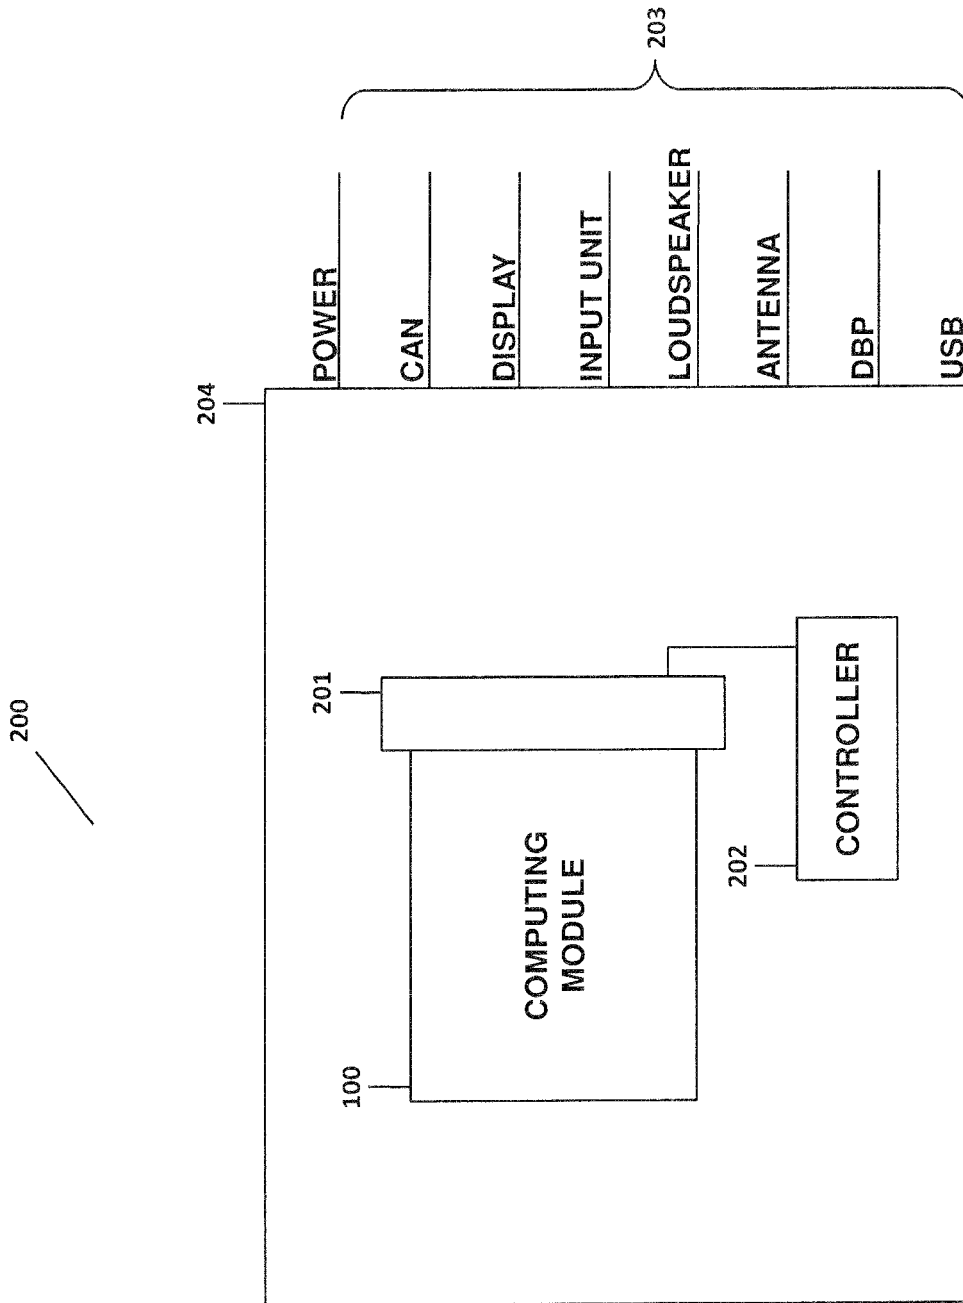 200
204
203
POWER
CAN
DISPLAY
INPUT UNIT
LOUDSPEAKER
ANTENNA
DBP
USB
201
100
COMPUTING
MODULE
202
CONTROLLER